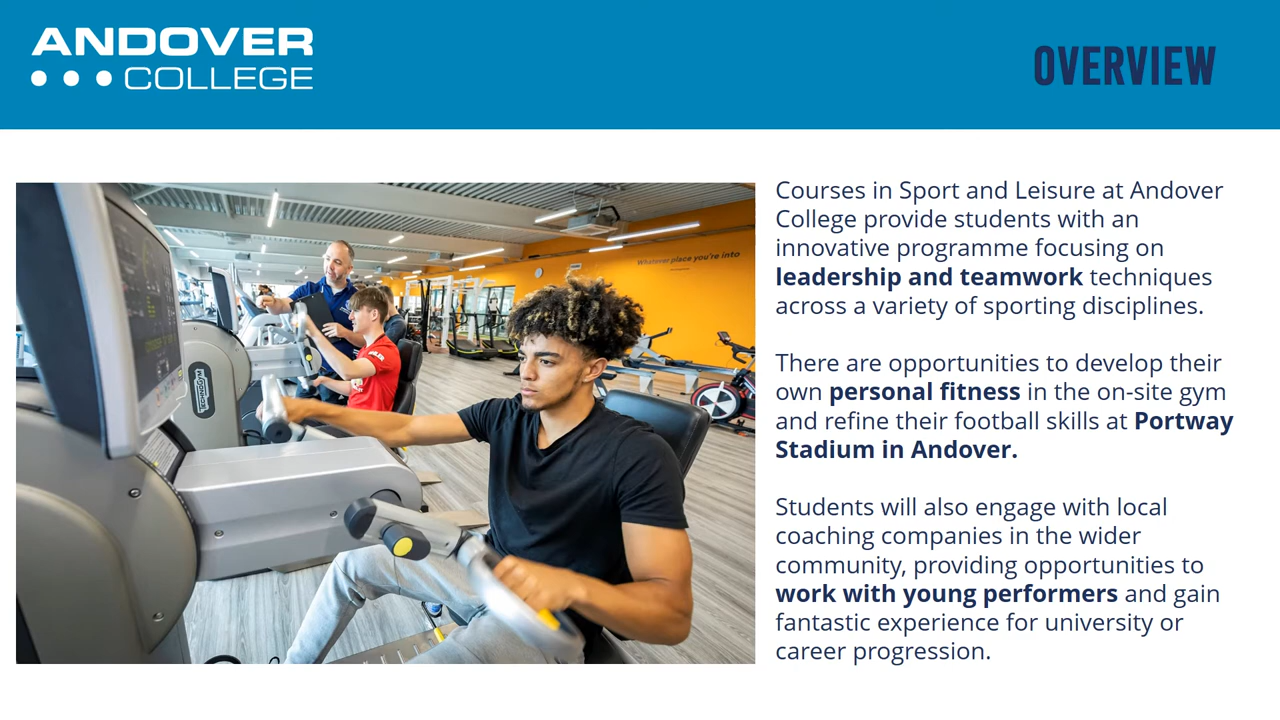 ANDOVER
COLLEGE
OVERVIEW
Whatever place you're into
TECHNOGYM
Courses in Sport and Leisure at Andover
College provide students with an
innovative programme focusing on
leadership and teamwork techniques
across a variety of sporting disciplines.
There are opportunities to develop their
own personal fitness in the on-site gym
and refine their football skills at Portway
Stadium in Andover.
Students will also engage with local
coaching companies in the wider
community, providing opportunities to
work with young performers and gain
fantastic experience for university or
career progression.